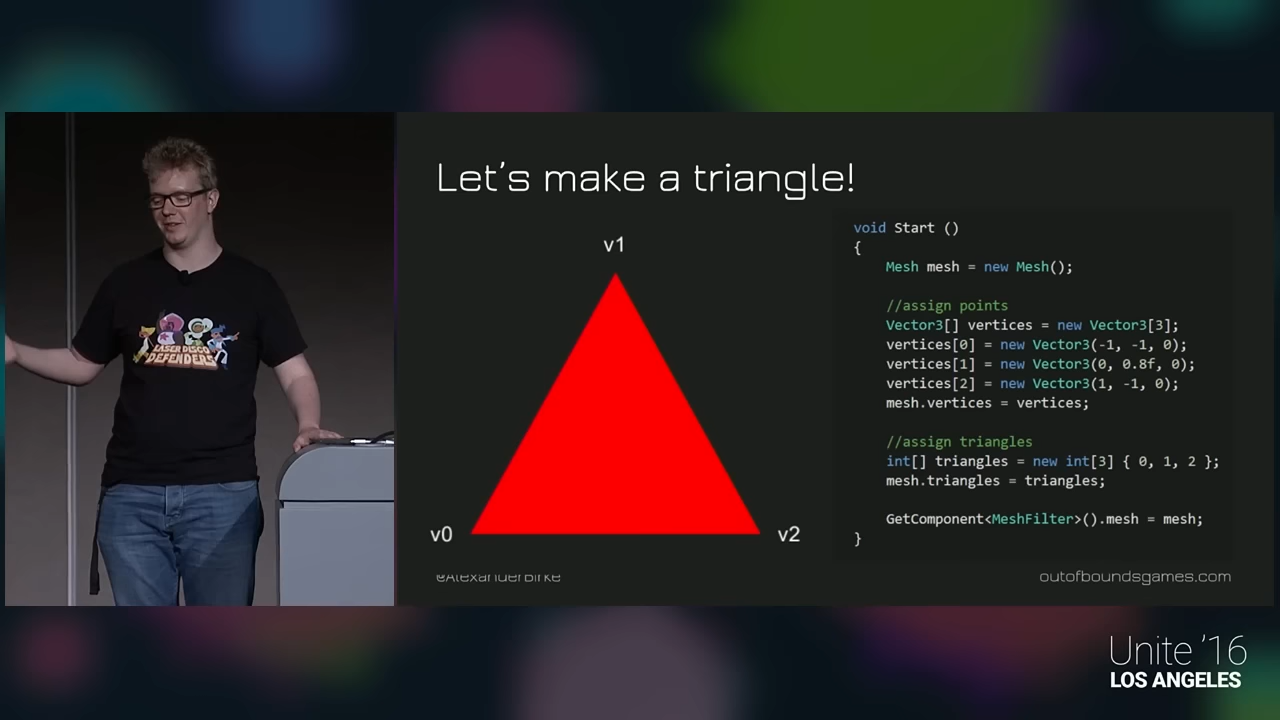 LASER DISCO
DEFENDERS
Let's make a triangle!
v1
v0
v2
void Start ()
{
Mesh mesh = new Mesh();
//assign points
Vector3[] vertices = new Vector3[3];
vertices[0] = new Vector3(-1, -1, 0);
vertices[1] = new Vector3(0, 0.8f, 0);
vertices[2] = new Vector3(1, -1, 0);
mesh.vertices = vertices;
//assign triangles
int[] triangles = new int[3] { 0, 1, 2 };
mesh.triangles = triangles;
GetComponent<MeshFilter>().mesh = mesh;
}
@AlexanderBirke
outofboundsgames.com
Unite '16
LOS ANGELES